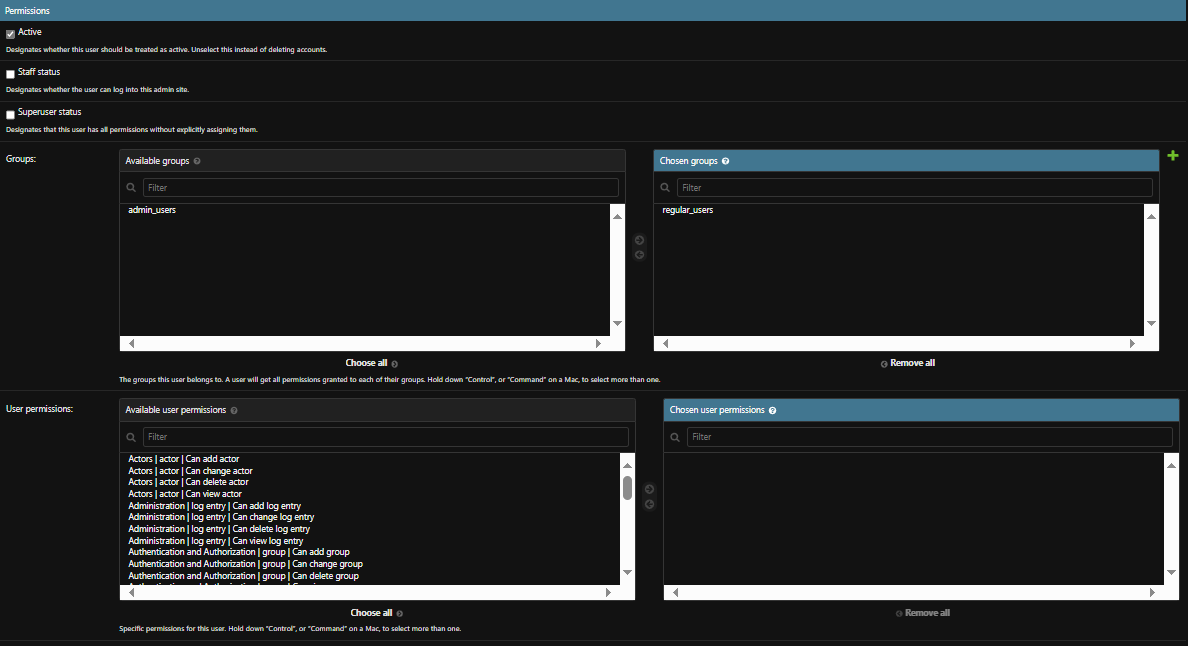 Permissions
Active
Designates whether this user should be treated as active. Unselect this instead of deleting accounts.
Staff status
Designates whether the user can log into this admin site.
Superuser status
Designates that this user has all permissions without explicitly assigning them.
Groups:
Available groups
Filter
admin_users
Choose all
Chosen groups
Filter
regular_users
Remove all
The groups this user belongs to. A user will get all permissions granted to each of their groups. Hold down “Control”, or “Command” on a Mac, to select more than one.
User permissions:
Available user permissions
Filter
Actors | actor | Can add actor
Actors | actor | Can change actor
Actors | actor | Can delete actor
Actors | actor | Can view actor
Administration | log entry | Can add log entry
Administration | log entry | Can change log entry
Administration | log entry | Can delete log entry
Administration | log entry | Can view log entry
Authentication and Authorization | group | Can add group
Authentication and Authorization | group | Can change group
Authentication and Authorization | group | Can delete group
Choose all
Chosen user permissions
Filter
Remove all
Specific permissions for this user. Hold down “Control”, or “Command” on a Mac, to select more than one.